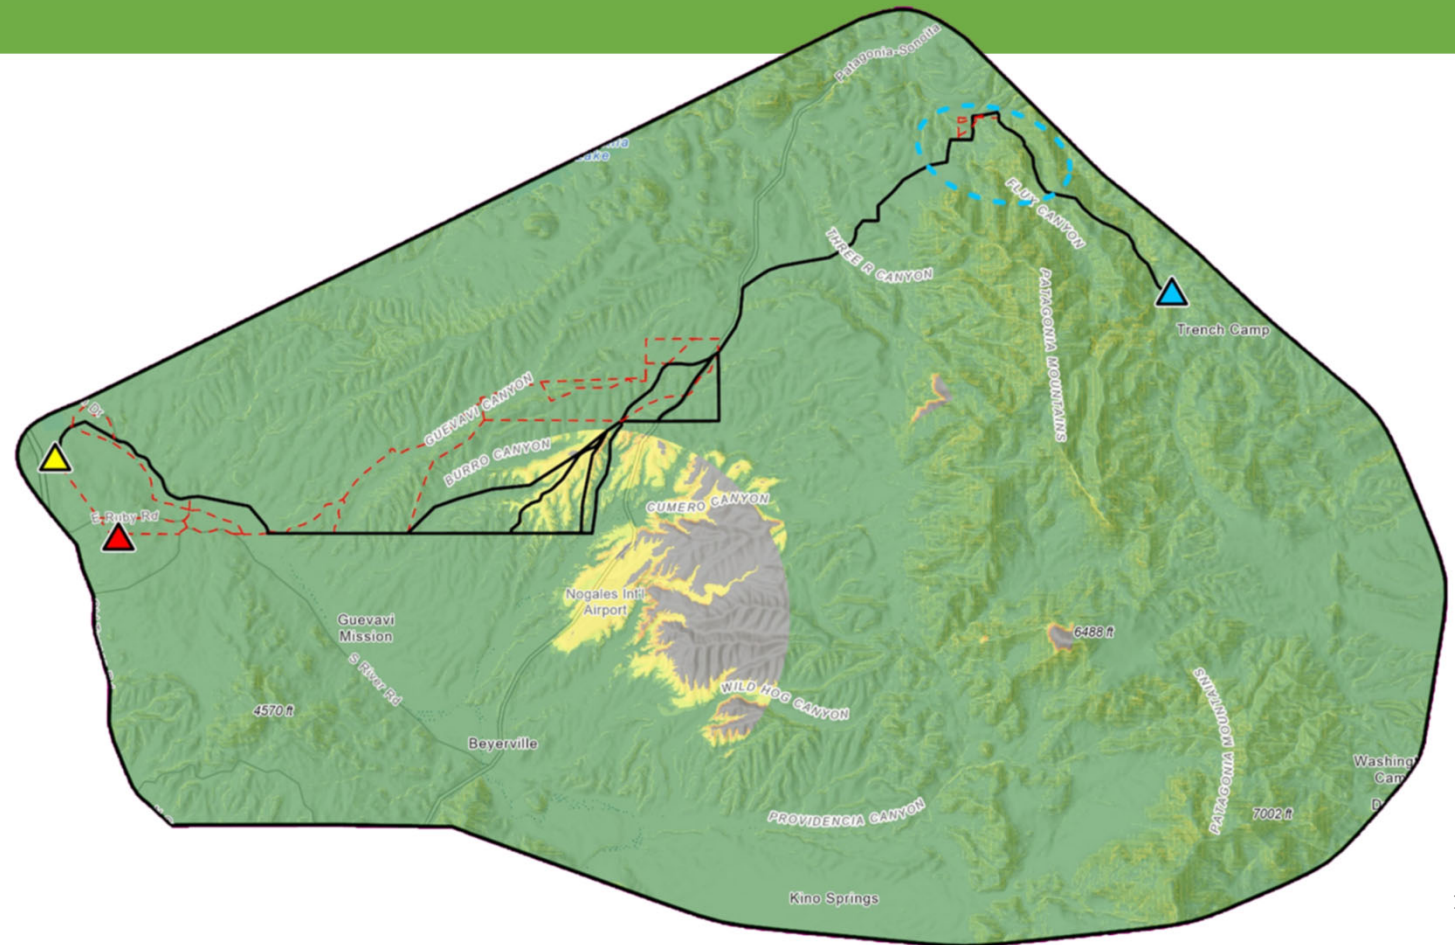 Patagonia-Sonoita
FLUX CANYON
THREE R CANYON
PATAGONIA MOUNTAINS
Trench Camp
GUEVAVI CANYON
BURRO CANYON
CUMERO CANYON
E Ruby Rd
Nogales Int'l
Airport
Guevavi
Mission
6488 ft
S River Rd
WILD HOG CANYON
4570 ft
PATAGONIA MOUNTAINS
Beyerville
PROVIDENCIA CANYON
7002 ft
Kino Springs